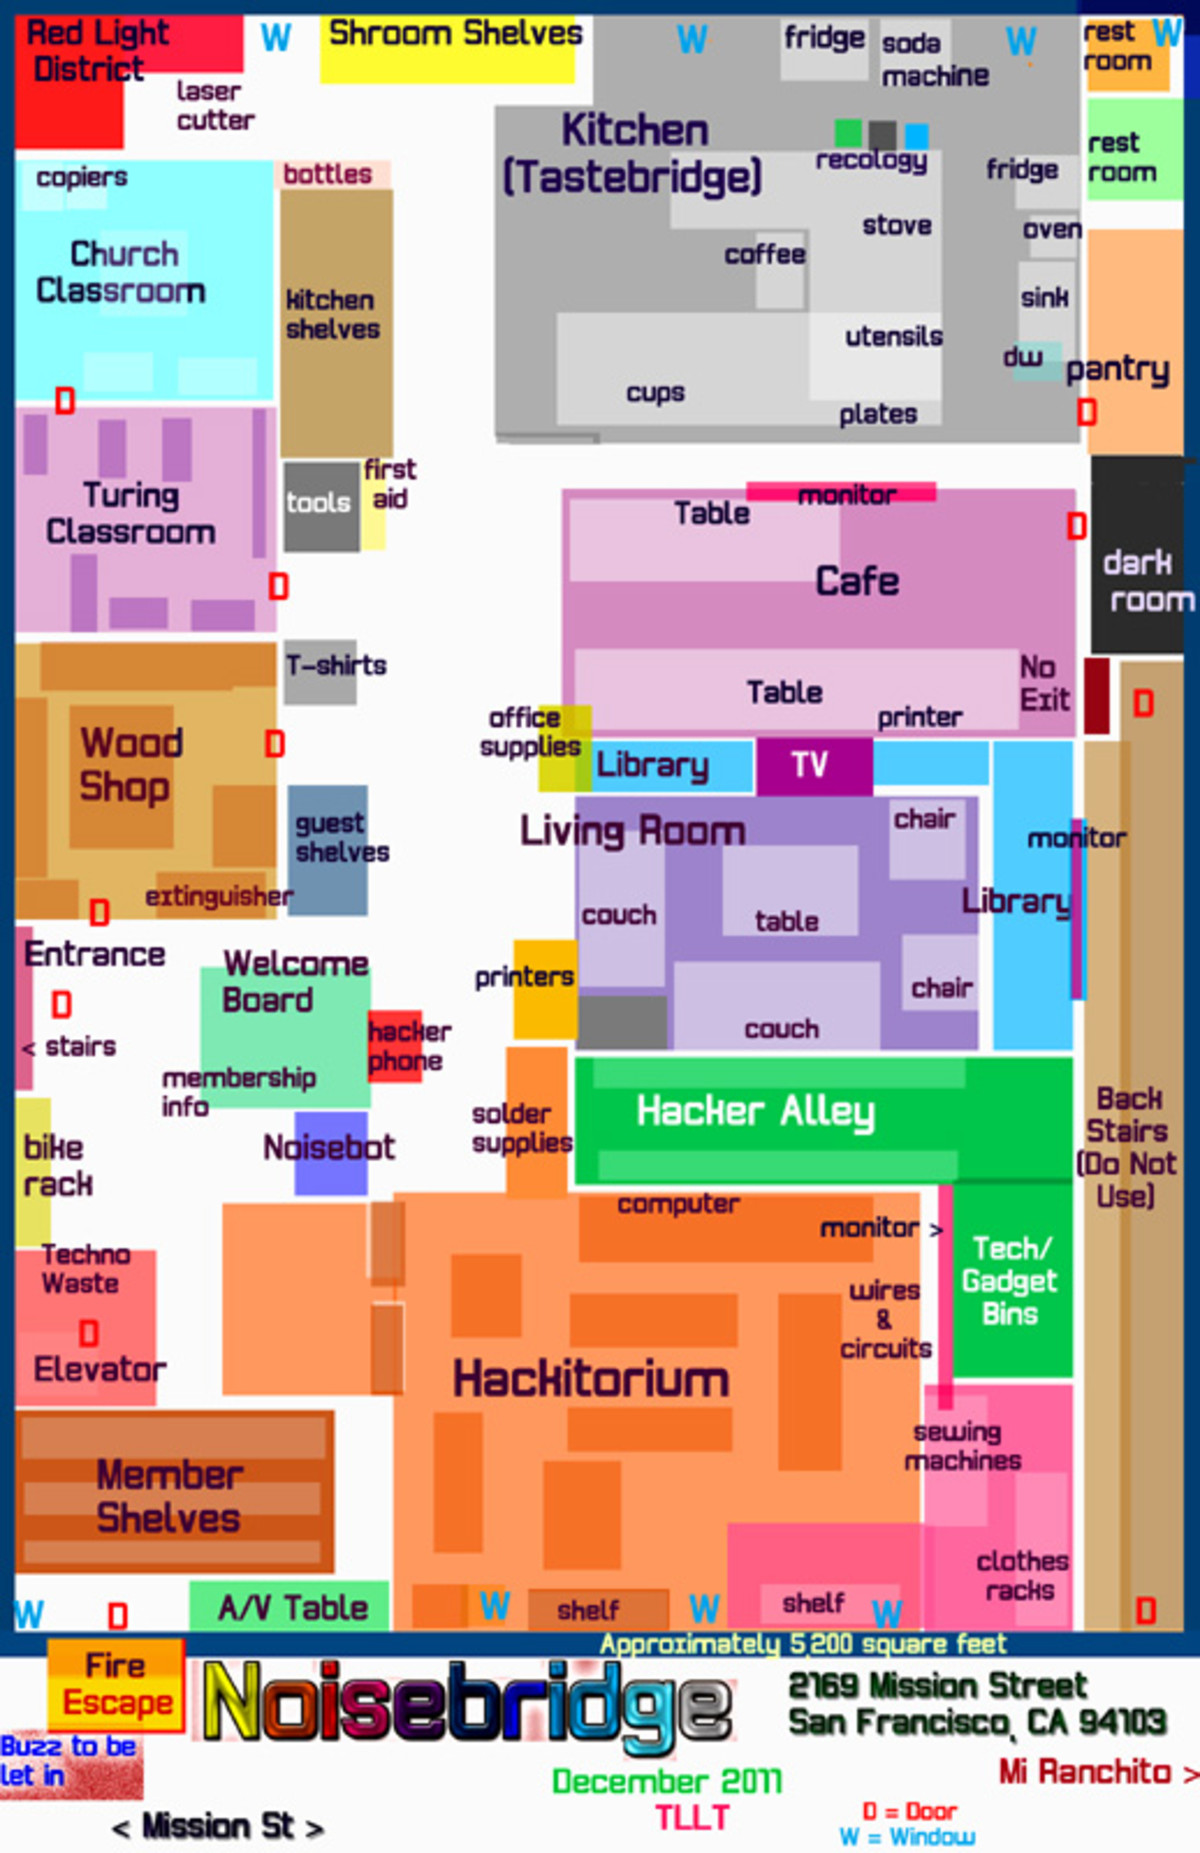 Red Light
District
W
Shroom Shelves
W
fridge
soda
machine
W
rest
room
W
laser
cutter
Kitchen
(Tastebridge)
recology
rest
room
copiers
bottles
fridge
stove
oven
coffee
Church
Classroom
kitchen
shelves
sink
utensils
dw
pantry
cups
plates
D
D
Turing
Classroom
tools
first
aid
Table
monitor
D
Cafe
dark
room
D
T-shirts
Table
No
Exit
printer
D
Wood
Shop
D
office
supplies
Library
TV
guest
shelves
Living Room
chair
monitor
extinguisher
D
couch
table
Library
Entrance
Welcome
Board
printers
chair
D
< stairs
hacker
phone
couch
membership
info
solder
supplies
Hacker Alley
Back
Stairs
(Do Not
Use)
bike
rack
Noisebot
computer
monitor >
Tech/
Gadget
Bins
Techno
Waste
wires
&
circuits
D
Elevator
Hackitorium
sewing
machines
Member
Shelves
clothes
racks
W
D
A/V Table
W
shelf
W
shelf
W
D
Approximately 5,200 square feet
Fire
Escape
Noisebridge
2169 Mission Street
San Francisco, CA 94103
Buzz to be
let in
December 2011
Mi Ranchito >
TLLT
D = Door
< Mission St >
W = Window